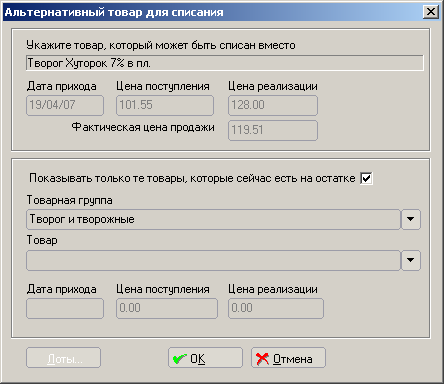 Альтернативный товар для списания
Укажите товар, который может быть списан вместо
Творог Хуторок 7% в пл.
Дата прихода Цена поступления Цена реализации
19/04/07 101.55 128.00
Фактическая цена продажи 119.51
Показывать только те товары, которые сейчас есть на остатке
Товарная группа
Творог и творожные
Товар
Дата прихода Цена поступления Цена реализации
0.00 0.00
Лоты... OK Отмена